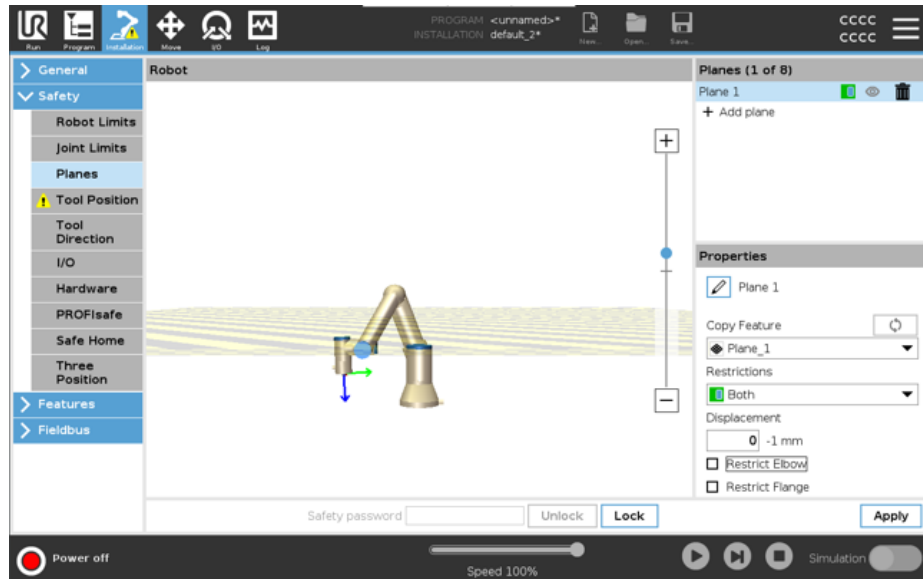 UR
PROGRAM <unnamed>*
INSTALLATION default_2*
Run
Program
Installation
Move
I/O
Log
New...
Open...
Save...
CCCC
CCCC
General
Safety
Robot Limits
Joint Limits
Planes
Tool Position
Tool
Direction
I/O
Hardware
PROFIsafe
Safe Home
Three
Position
Features
Fieldbus
Robot
Planes (1 of 8)
Plane 1
+ Add plane
Properties
Plane 1
Copy Feature
Plane_1
Restrictions
Both
Displacement
0 -1 mm
Restrict Elbow
Restrict Flange
Safety password
Unlock
Lock
Apply
Power off
Speed 100%
Simulation